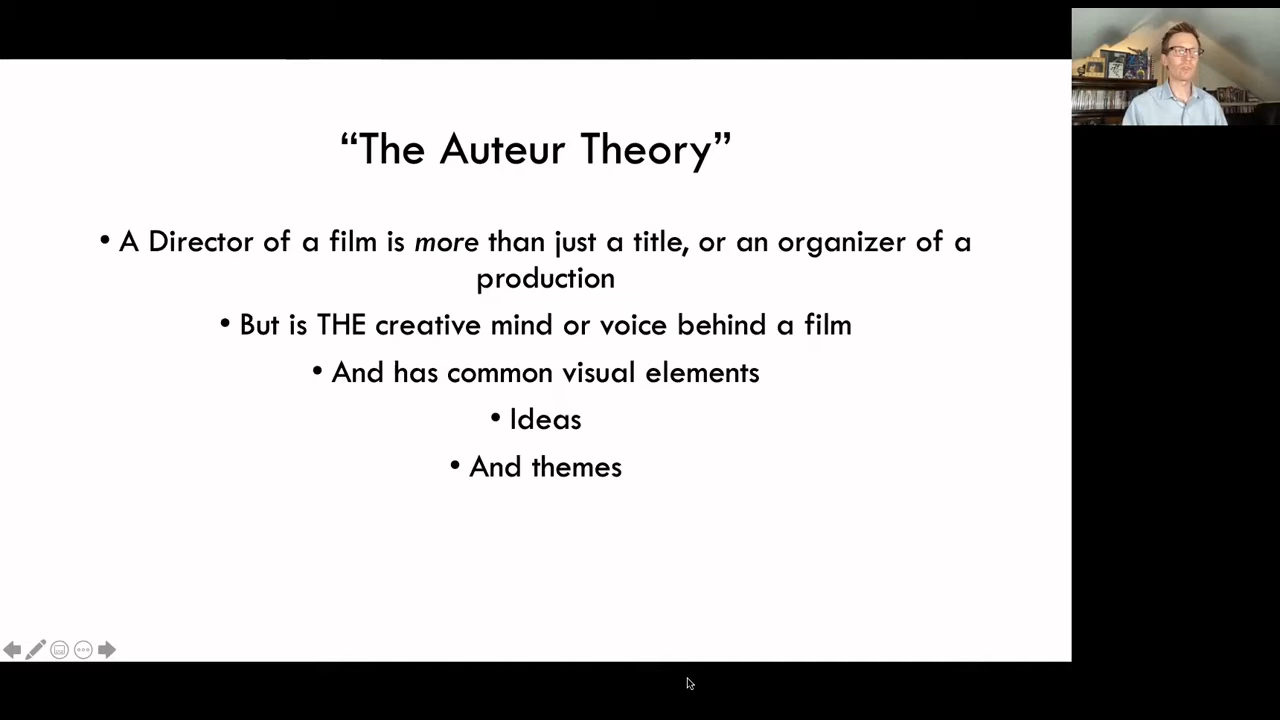 “The Auteur Theory”
• A Director of a film is more than just a title, or an organizer of a
production
• But is THE creative mind or voice behind a film
• And has common visual elements
• Ideas
• And themes